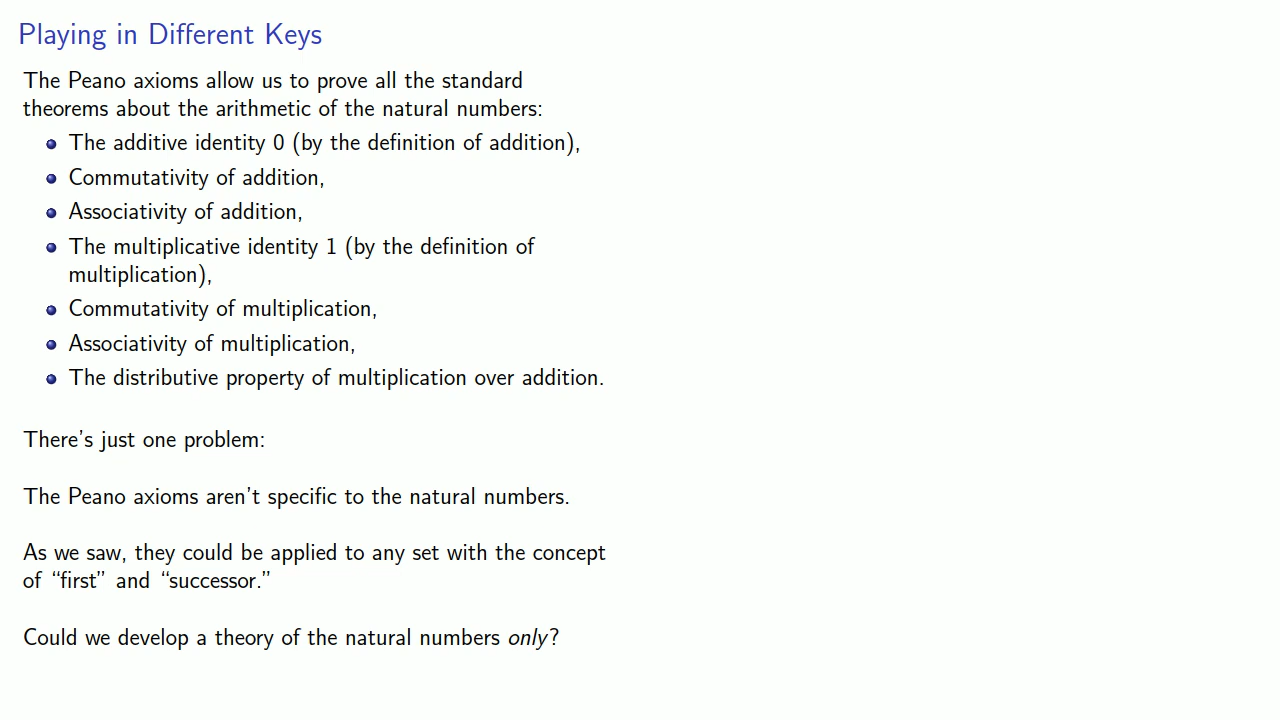 Playing in Different Keys
The Peano axioms allow us to prove all the standard
theorems about the arithmetic of the natural numbers:
The additive identity 0 (by the definition of addition),
Commutativity of addition,
Associativity of addition,
The multiplicative identity 1 (by the definition of
multiplication),
Commutativity of multiplication,
Associativity of multiplication,
The distributive property of multiplication over addition.
There's just one problem:
The Peano axioms aren't specific to the natural numbers.
As we saw, they could be applied to any set with the concept
of “first” and “successor.”
Could we develop a theory of the natural numbers only?